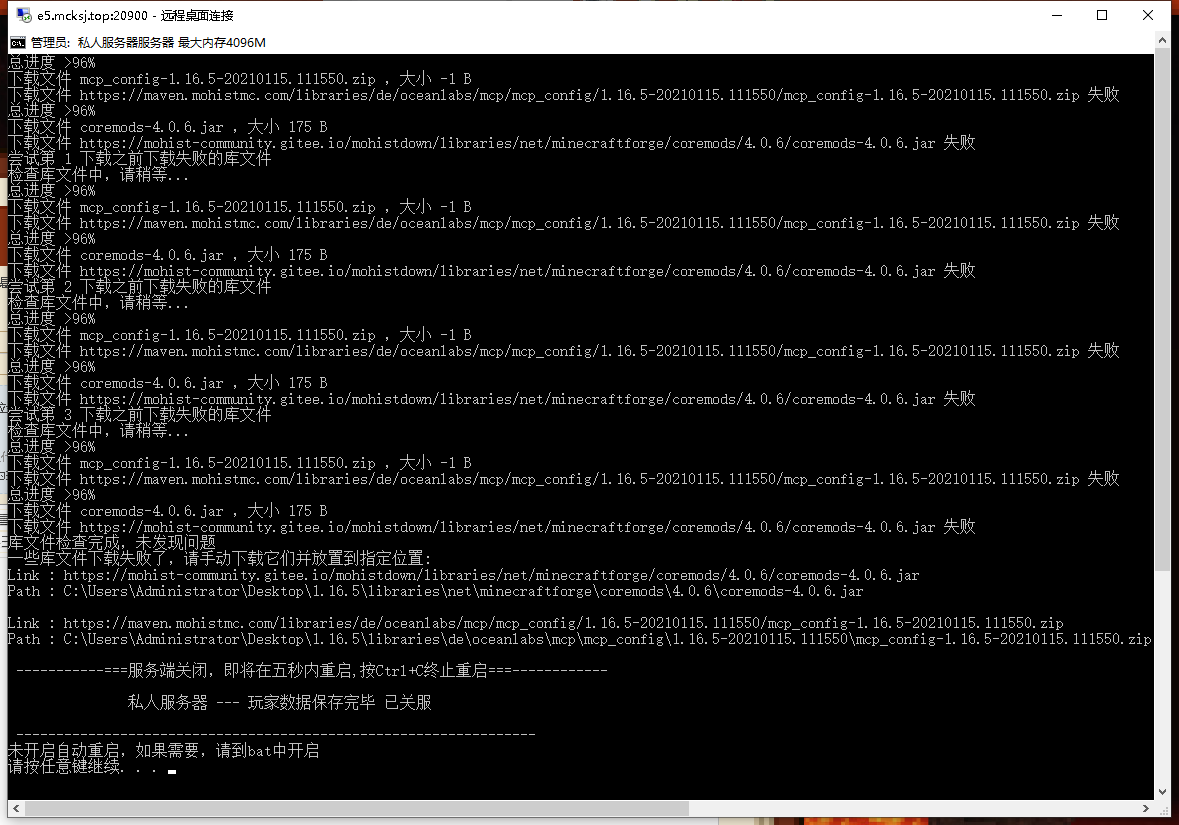 e5.mcksj.top:20900 - 远程桌面连接
管理员: 私人服务器服务器 最大内存4096M
总进度 >96%
下载文件 mcp_config-1.16.5-20210115.111550.zip , 大小 -1 B
下载文件 https://maven.mohistmc.com/libraries/de/oceanlabs/mcp/mcp_config/1.16.5-20210115.111550/mcp_config-1.16.5-20210115.111550.zip 失败
总进度 >96%
下载文件 coremods-4.0.6.jar , 大小 175 B
下载文件 https://mohist-community.gitee.io/mohistdown/libraries/net/minecraftforge/coremods/4.0.6/coremods-4.0.6.jar 失败
尝试第 1 下载之前下载失败的库文件
检查库文件中, 请稍等...
总进度 >96%
下载文件 mcp_config-1.16.5-20210115.111550.zip , 大小 -1 B
下载文件 https://maven.mohistmc.com/libraries/de/oceanlabs/mcp/mcp_config/1.16.5-20210115.111550/mcp_config-1.16.5-20210115.111550.zip 失败
总进度 >96%
下载文件 coremods-4.0.6.jar , 大小 175 B
下载文件 https://mohist-community.gitee.io/mohistdown/libraries/net/minecraftforge/coremods/4.0.6/coremods-4.0.6.jar 失败
尝试第 2 下载之前下载失败的库文件
检查库文件中, 请稍等...
总进度 >96%
下载文件 mcp_config-1.16.5-20210115.111550.zip , 大小 -1 B
下载文件 https://maven.mohistmc.com/libraries/de/oceanlabs/mcp/mcp_config/1.16.5-20210115.111550/mcp_config-1.16.5-20210115.111550.zip 失败
总进度 >96%
下载文件 coremods-4.0.6.jar , 大小 175 B
下载文件 https://mohist-community.gitee.io/mohistdown/libraries/net/minecraftforge/coremods/4.0.6/coremods-4.0.6.jar 失败
尝试第 3 下载之前下载失败的库文件
检查库文件中, 请稍等...
总进度 >96%
下载文件 mcp_config-1.16.5-20210115.111550.zip , 大小 -1 B
下载文件 https://maven.mohistmc.com/libraries/de/oceanlabs/mcp/mcp_config/1.16.5-20210115.111550/mcp_config-1.16.5-20210115.111550.zip 失败
总进度 >96%
下载文件 coremods-4.0.6.jar , 大小 175 B
下载文件 https://mohist-community.gitee.io/mohistdown/libraries/net/minecraftforge/coremods/4.0.6/coremods-4.0.6.jar 失败
库文件检查完成, 未发现问题
一些库文件下载失败了, 请手动下载它们并放置到指定位置:
Link : https://mohist-community.gitee.io/mohistdown/libraries/net/minecraftforge/coremods/4.0.6/coremods-4.0.6.jar
Path : C:\Users\Administrator\Desktop\1.16.5\libraries\net\minecraftforge\coremods\4.0.6\coremods-4.0.6.jar
Link : https://maven.mohistmc.com/libraries/de/oceanlabs/mcp/mcp_config/1.16.5-20210115.111550/mcp_config-1.16.5-20210115.111550.zip
Path : C:\Users\Administrator\Desktop\1.16.5\libraries\de\oceanlabs\mcp\mcp_config\1.16.5-20210115.111550\mcp_config-1.16.5-20210115.111550.zip
-----------===服务端关闭, 即将在五秒内重启,按Ctrl+C终止重启===------------
私人服务器 --- 玩家数据保存完毕 已关服
-----------------------------------------------------------------
未开启自动重启, 如果需要, 请到bat中开启
请按任意键继续. . .